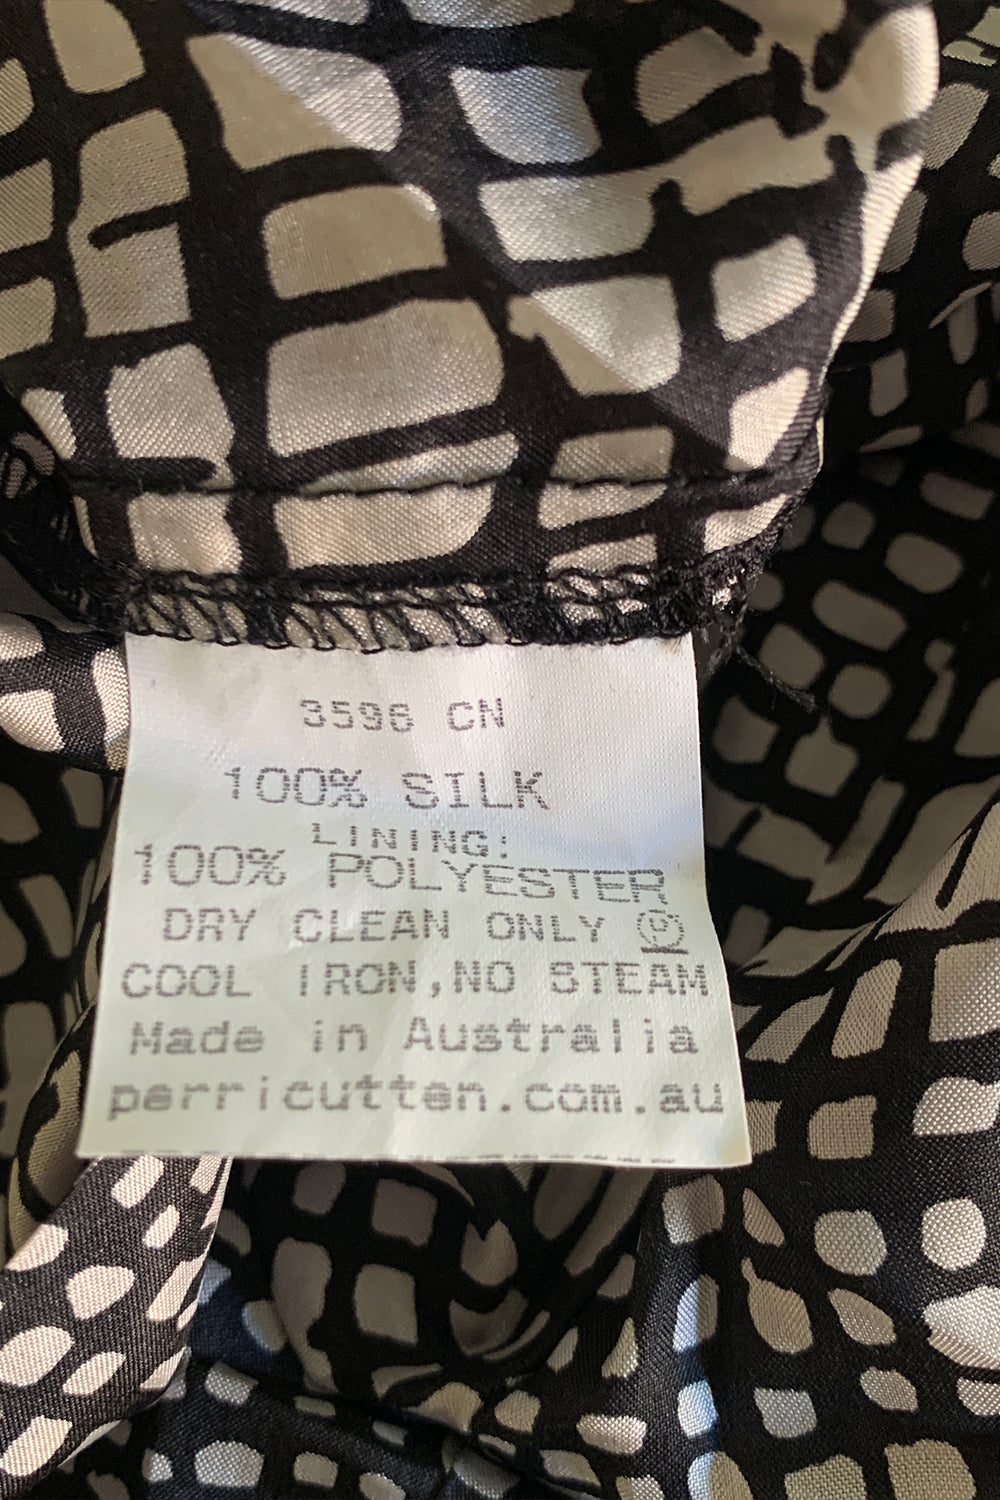 3596 CN
100% SILK
LINING:
100% POLYESTER
DRY CLEAN ONLY
COOL IRON,NO STEAM
Made in Australia
perricutten.com.au